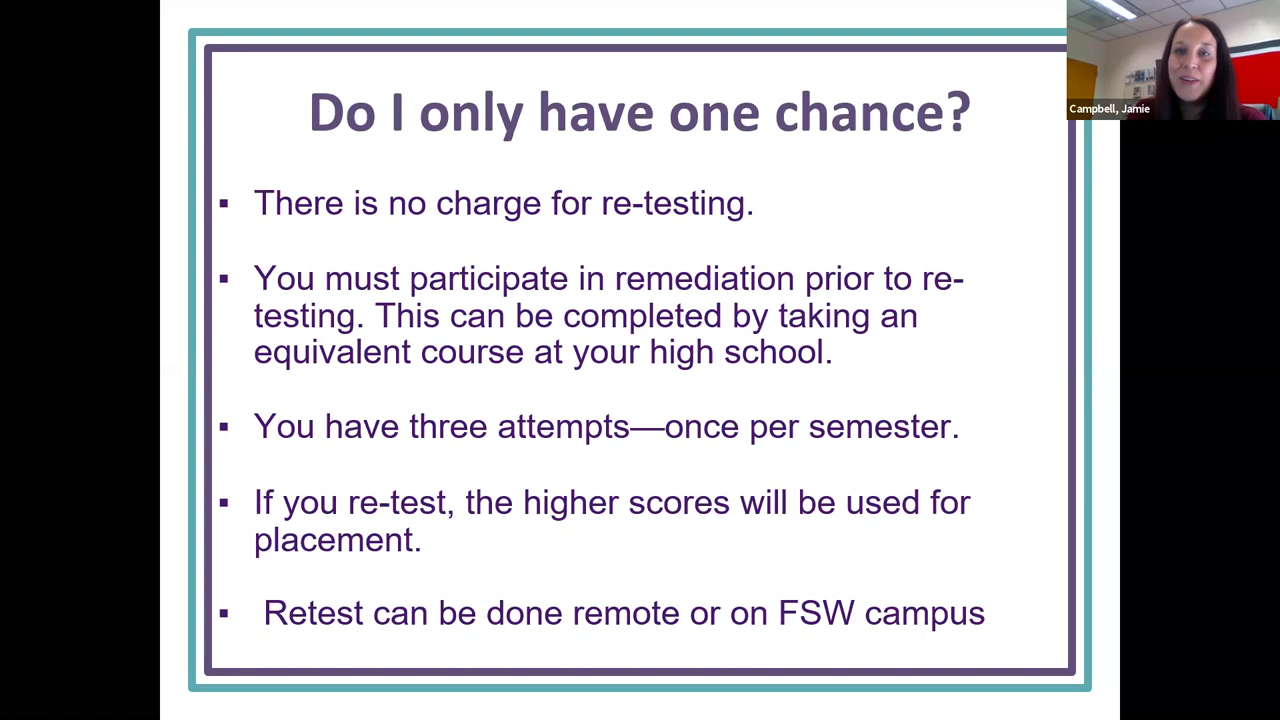 Do I only have one chance?
Campbell, Jamie
▪ There is no charge for re-testing.
▪ You must participate in remediation prior to re-
testing. This can be completed by taking an
equivalent course at your high school.
▪ You have three attempts—once per semester.
▪ If you re-test, the higher scores will be used for
placement.
▪ Retest can be done remote or on FSW campus